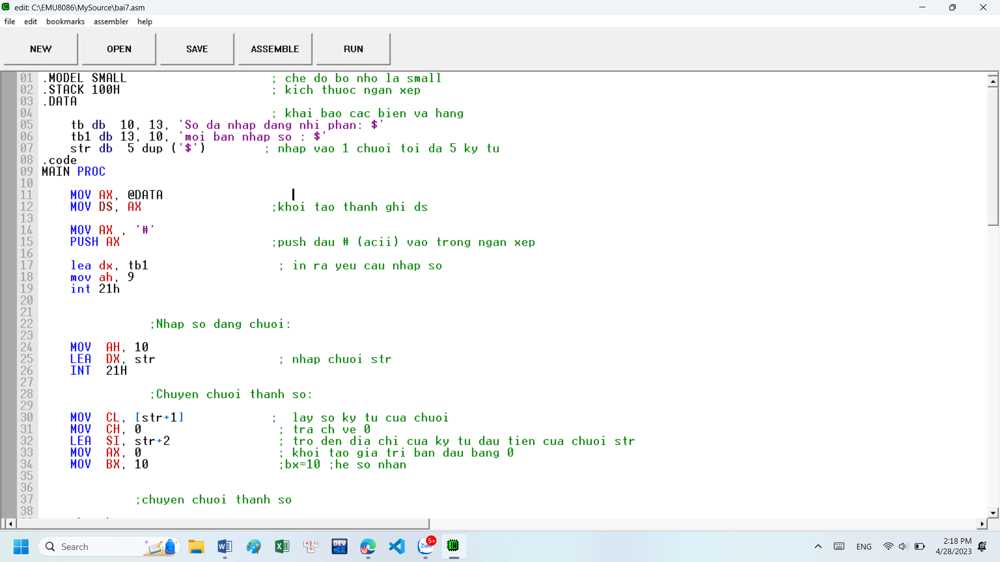 edit: C:\EMU8086\MySource\bai7.asm
file edit bookmarks assembler help
NEW OPEN SAVE ASSEMBLE RUN
01 .MODEL SMALL ; che do bo nho la small
02 .STACK 100H ; kich thuoc ngan xep
03 .DATA
04 ; khai bao cac bien va hang
05 tb db 10, 13, 'So da nhap dang nhi phan: $'
06 tb1 db 13, 10, 'moi ban nhap so : $'
07 str db 5 dup ('$') ; nhap vao 1 chuoi toi da 5 ky tu
08 .code
09 MAIN PROC
10
11 MOV AX, @DATA
12 MOV DS, AX ;khoi tao thanh ghi ds
13
14 MOV AX , '#'
15 PUSH AX ;push dau # (acii) vao trong ngan xep
16
17 lea dx, tb1 ; in ra yeu cau nhap so
18 mov ah, 9
19 int 21h
20
21
22 ;Nhap so dang chuoi:
23
24 MOV AH, 10
25 LEA DX, str ; nhap chuoi str
26 INT 21H
27
28 ;Chuyen chuoi thanh so:
29
30 MOV CL, [str+1] ; lay so ky tu cua chuoi
31 MOV CH, 0 ; tra ch ve 0
32 LEA SI, str+2 ; tro den dia chi cua ky tu dau tien cua chuoi str
33 MOV AX, 0 ; khoi tao gia tri ban dau bang 0
34 MOV BX, 10 ;bx=10 ;he so nhan
35
36
37 ;chuyen chuoi thanh so
38
Search
DEV
C++
Zalo
5+
ENG
2:18 PM
4/28/2023